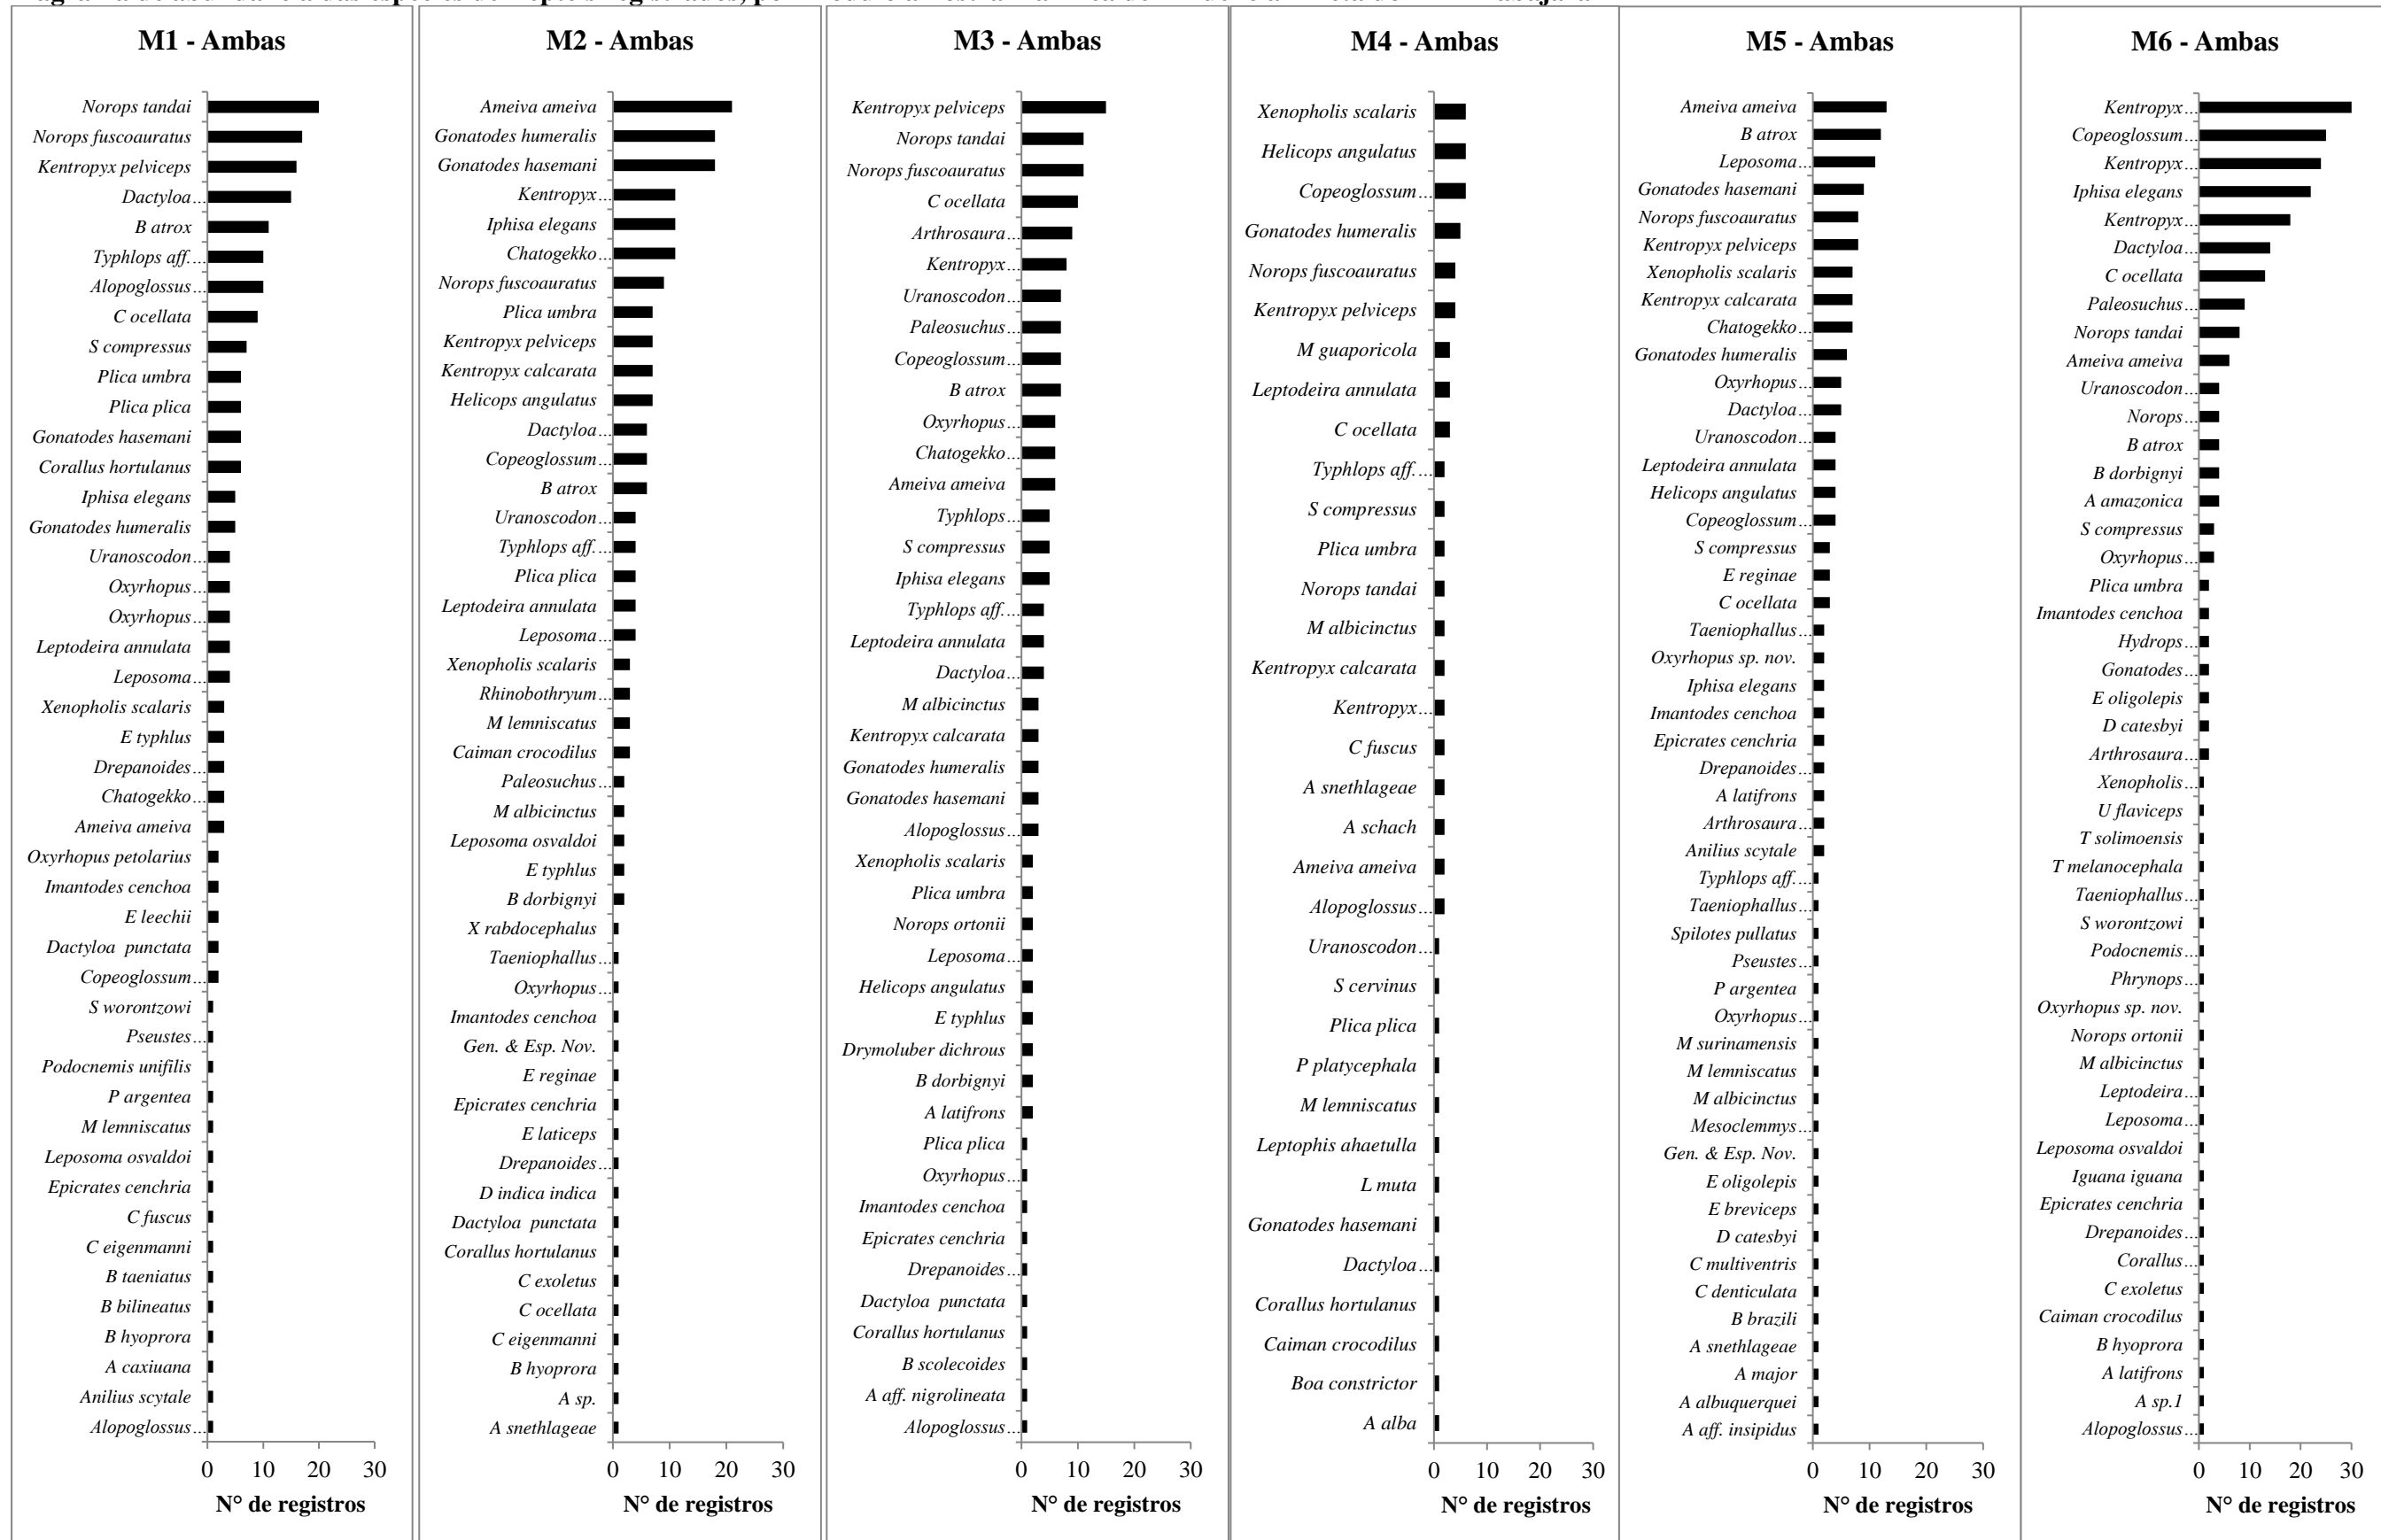 M1 - Ambas
Norops tandai
Norops fuscoauratus
Kentropyx pelviceps
Dactyloa…
B atrox
Typhlops aff.…
Alopoglossus…
C ocellata
S compressus
Plica umbra
Plica plica
Gonatodes hasemani
Corallus hortulanus
Iphisa elegans
Gonatodes humeralis
Uranoscodon…
Oxyrhopus…
Oxyrhopus…
Leptodeira annulata
Leposoma…
Xenopholis scalaris
E typhlus
Drepanoides…
Chatogekko…
Ameiva ameiva
Oxyrhopus petolarius
Imantodes cenchoa
E leechii
Dactyloa punctata
Copeoglossum…
S worontzowi
Pseustes…
Podocnemis unifilis
P argentea
M lemniscatus
Leposoma osvaldoi
Epicrates cenchria
C fuscus
C eigenmanni
B taeniatus
B bilineatus
B hyoprora
A caxiuana
Anilius scytale
Alopoglossus…
0 10 20 30
N° de registros
M2 - Ambas
Ameiva ameiva
Gonatodes humeralis
Gonatodes hasemani
Kentropyx…
Iphisa elegans
Chatogekko…
Norops fuscoauratus
Plica umbra
Kentropyx pelviceps
Kentropyx calcarata
Helicops angulatus
Dactyloa…
Copeoglossum…
B atrox
Uranoscodon…
Typhlops aff.…
Plica plica
Leptodeira annulata
Leposoma…
Xenopholis scalaris
Rhinobothryum…
M lemniscatus
Caiman crocodilus
Paleosuchus…
M albicinctus
Leposoma osvaldoi
E typhlus
B dorbignyi
X rabdocephalus
Taeniophallus…
Oxyrhopus…
Imantodes cenchoa
Gen. & Esp. Nov.
E reginae
Epicrates cenchria
E laticeps
Drepanoides…
D indica indica
Dactyloa punctata
Corallus hortulanus
C exoletus
C ocellata
C eigenmanni
B hyoprora
A sp.
A snethlageae
0 10 20 30
N° de registros
M3 - Ambas
Kentropyx pelviceps
Norops tandai
Norops fuscoauratus
C ocellata
Arthrosaura…
Kentropyx…
Uranoscodon…
Paleosuchus…
Copeoglossum…
B atrox
Oxyrhopus…
Chatogekko…
Ameiva ameiva
Typhlops…
S compressus
Iphisa elegans
Typhlops aff.…
Leptodeira annulata
Dactyloa…
M albicinctus
Kentropyx calcarata
Gonatodes humeralis
Gonatodes hasemani
Alopoglossus…
Xenopholis scalaris
Plica umbra
Norops ortonii
Leposoma…
Helicops angulatus
E typhlus
Drymoluber dichrous
B dorbignyi
A latifrons
Plica plica
Oxyrhopus…
Imantodes cenchoa
Epicrates cenchria
Drepanoides…
Dactyloa punctata
Corallus hortulanus
B scolecoides
A aff. nigrolineata
Alopoglossus…
0 10 20 30
N° de registros
M4 - Ambas
Xenopholis scalaris
Helicops angulatus
Copeoglossum…
Gonatodes humeralis
Norops fuscoauratus
Kentropyx pelviceps
M guaporicola
Leptodeira annulata
C ocellata
Typhlops aff.…
S compressus
Plica umbra
Norops tandai
M albicinctus
Kentropyx calcarata
Kentropyx…
C fuscus
A snethlageae
A schach
Ameiva ameiva
Alopoglossus…
Uranoscodon…
S cervinus
Plica plica
P platycephala
M lemniscatus
Leptophis ahaetulla
L muta
Gonatodes hasemani
Dactyloa…
Corallus hortulanus
Caiman crocodilus
Boa constrictor
A alba
0 10 20 30
N° de registros
M5 - Ambas
Ameiva ameiva
B atrox
Leposoma…
Gonatodes hasemani
Norops fuscoauratus
Kentropyx pelviceps
Xenopholis scalaris
Kentropyx calcarata
Chatogekko…
Gonatodes humeralis
Oxyrhopus…
Dactyloa…
Uranoscodon…
Leptodeira annulata
Helicops angulatus
Copeoglossum…
S compressus
E reginae
C ocellata
Taeniophallus…
Oxyrhopus sp. nov.
Iphisa elegans
Imantodes cenchoa
Epicrates cenchria
Drepanoides…
A latifrons
Arthrosaura…
Anilius scytale
Typhlops aff.…
Taeniophallus…
Spilotes pullatus
Pseustes…
P argentea
Oxyrhopus…
M surinamensis
M lemniscatus
M albicinctus
Mesoclemmys…
Gen. & Esp. Nov.
E oligolepis
E breviceps
D catesbyi
C multiventris
C denticulata
B brazili
A snethlageae
A major
A albuquerquei
A aff. insipidus
0 10 20 30
N° de registros
M6 - Ambas
Kentropyx…
Copeoglossum…
Kentropyx…
Iphisa elegans
Kentropyx…
Dactyloa…
C ocellata
Paleosuchus…
Norops tandai
Ameiva ameiva
Uranoscodon…
Norops…
B atrox
B dorbignyi
A amazonica
S compressus
Oxyrhopus…
Plica umbra
Imantodes cenchoa
Hydrops…
Gonatodes…
E oligolepis
D catesbyi
Arthrosaura…
Xenopholis…
U flaviceps
T solimoensis
T melanocephala
Taeniophallus…
S worontzowi
Podocnemis…
Phrynops…
Oxyrhopus sp. nov.
Norops ortonii
M albicinctus
Leptodeira…
Leposoma…
Leposoma osvaldoi
Iguana iguana
Epicrates cenchria
Drepanoides…
Corallus…
C exoletus
Caiman crocodilus
B hyoprora
A latifrons
A sp.1
Alopoglossus…
0 10 20 30
N° de registros